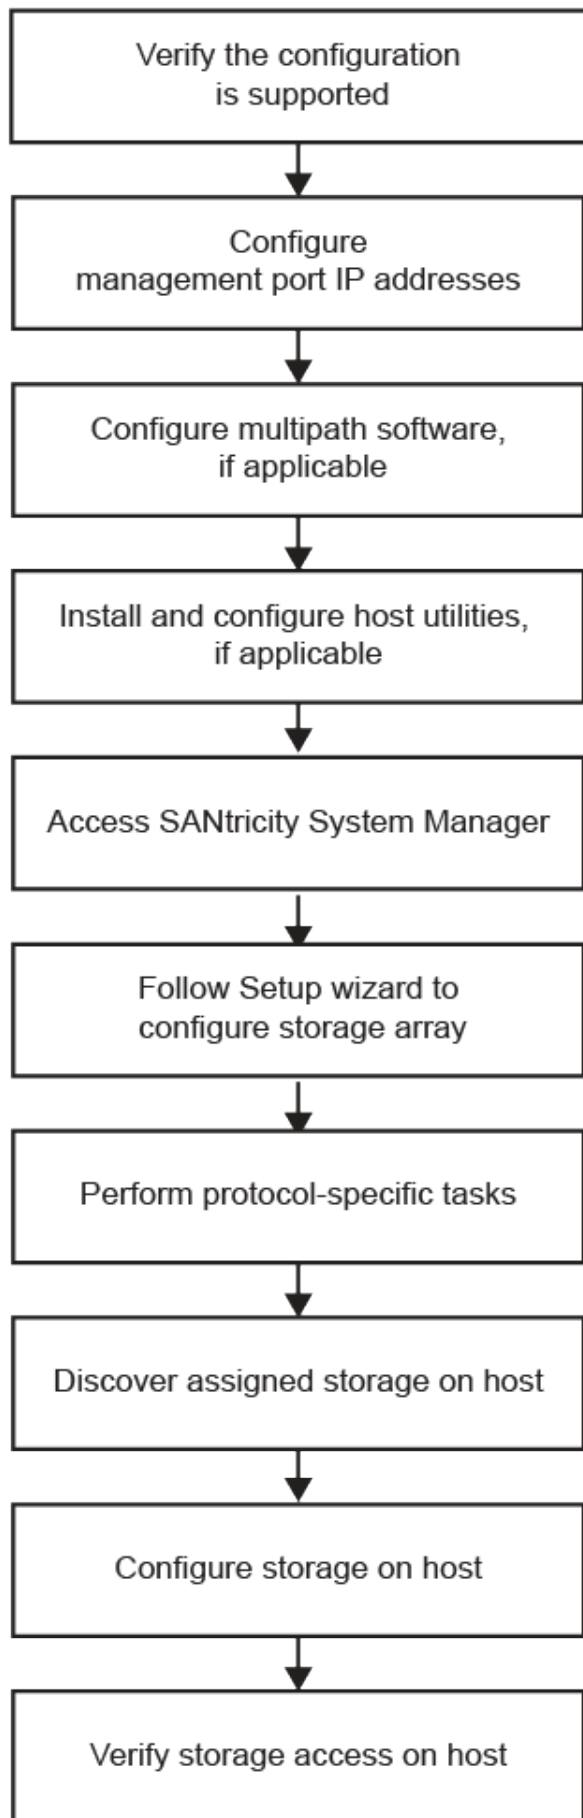 Verify the configuration
is supported
Configure
management port IP addresses
Configure multipath software,
if applicable
Install and configure host utilities,
if applicable
Access SANtricity System Manager
Follow Setup wizard to
configure storage array
Perform protocol-specific tasks
Discover assigned storage on host
Configure storage on host
Verify storage access on host